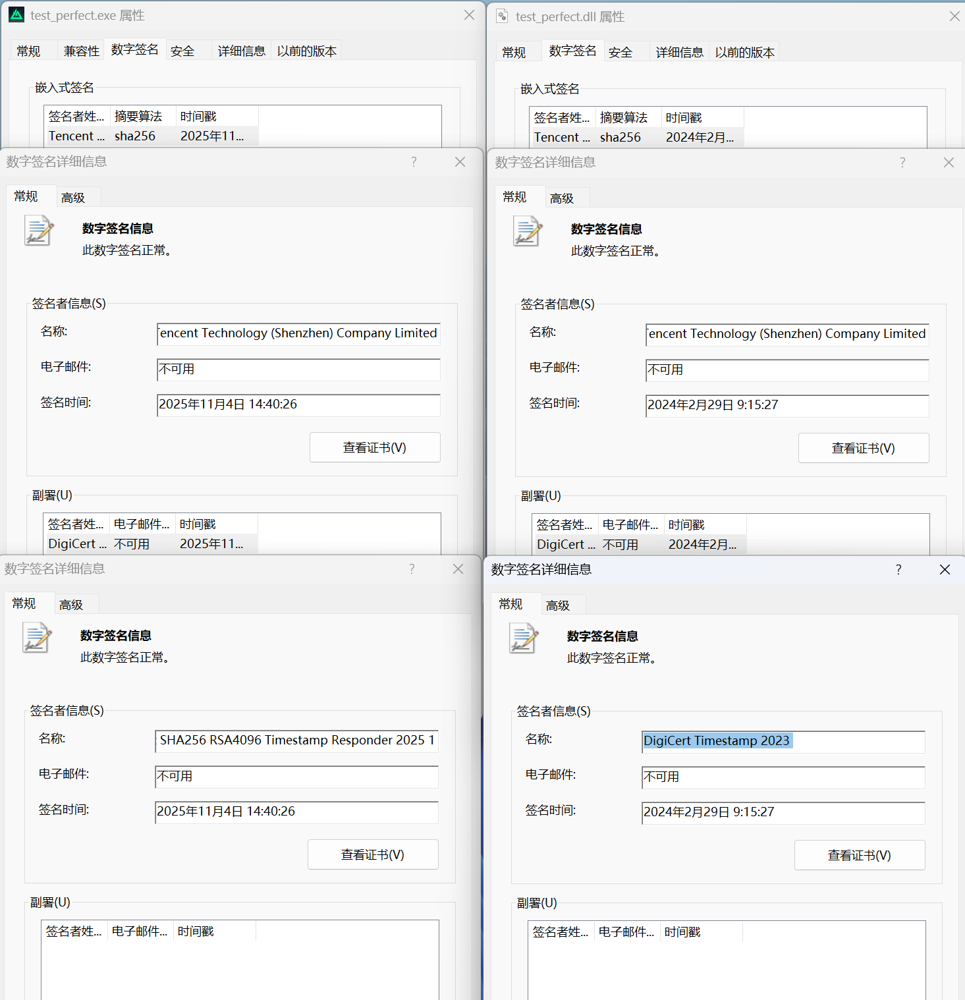 test_perfect.exe 属性
常规 兼容性 数字签名 安全 详细信息 以前的版本
嵌入式签名
签名者姓... 摘要算法 时间戳
Tencent ... sha256 2025年11...
数字签名详细信息 ?
常规 高级
数字签名信息
此数字签名正常。
签名者信息(S)
名称: encent Technology (Shenzhen) Company Limited
电子邮件: 不可用
签名时间: 2025年11月4日 14:40:26
查看证书(V)
副署(U)
签名者姓... 电子邮件... 时间戳
DigiCert ... 不可用 2025年11...
数字签名详细信息 ?
常规 高级
数字签名信息
此数字签名正常。
签名者信息(S)
名称: SHA256 RSA4096 Timestamp Responder 2025 1
电子邮件: 不可用
签名时间: 2025年11月4日 14:40:26
查看证书(V)
副署(U)
签名者姓... 电子邮件... 时间戳
test_perfect.dll 属性
常规 数字签名 安全 详细信息 以前的版本
嵌入式签名
签名者姓... 摘要算法 时间戳
Tencent ... sha256 2024年2月...
数字签名详细信息 ?
常规 高级
数字签名信息
此数字签名正常。
签名者信息(S)
名称: encent Technology (Shenzhen) Company Limited
电子邮件: 不可用
签名时间: 2024年2月29日 9:15:27
查看证书(V)
副署(U)
签名者姓... 电子邮件... 时间戳
DigiCert ... 不可用 2024年2月...
数字签名详细信息 ?
常规 高级
数字签名信息
此数字签名正常。
签名者信息(S)
名称: DigiCert Timestamp 2023
电子邮件: 不可用
签名时间: 2024年2月29日 9:15:27
查看证书(V)
副署(U)
签名者姓... 电子邮件... 时间戳